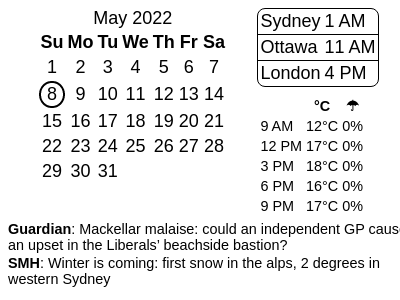 May 2022
Su Mo Tu We Th Fr Sa
1 2 3 4 5 6 7
8 9 10 11 12 13 14
15 16 17 18 19 20 21
22 23 24 25 26 27 28
29 30 31
Sydney 1 AM
Ottawa 11 AM
London 4 PM
°C ☂
9 AM 12°C 0%
12 PM 17°C 0%
3 PM 18°C 0%
6 PM 16°C 0%
9 PM 17°C 0%
Guardian: Mackellar malaise: could an independent GP caus
an upset in the Liberals’ beachside bastion?
SMH: Winter is coming: first snow in the alps, 2 degrees in
western Sydney